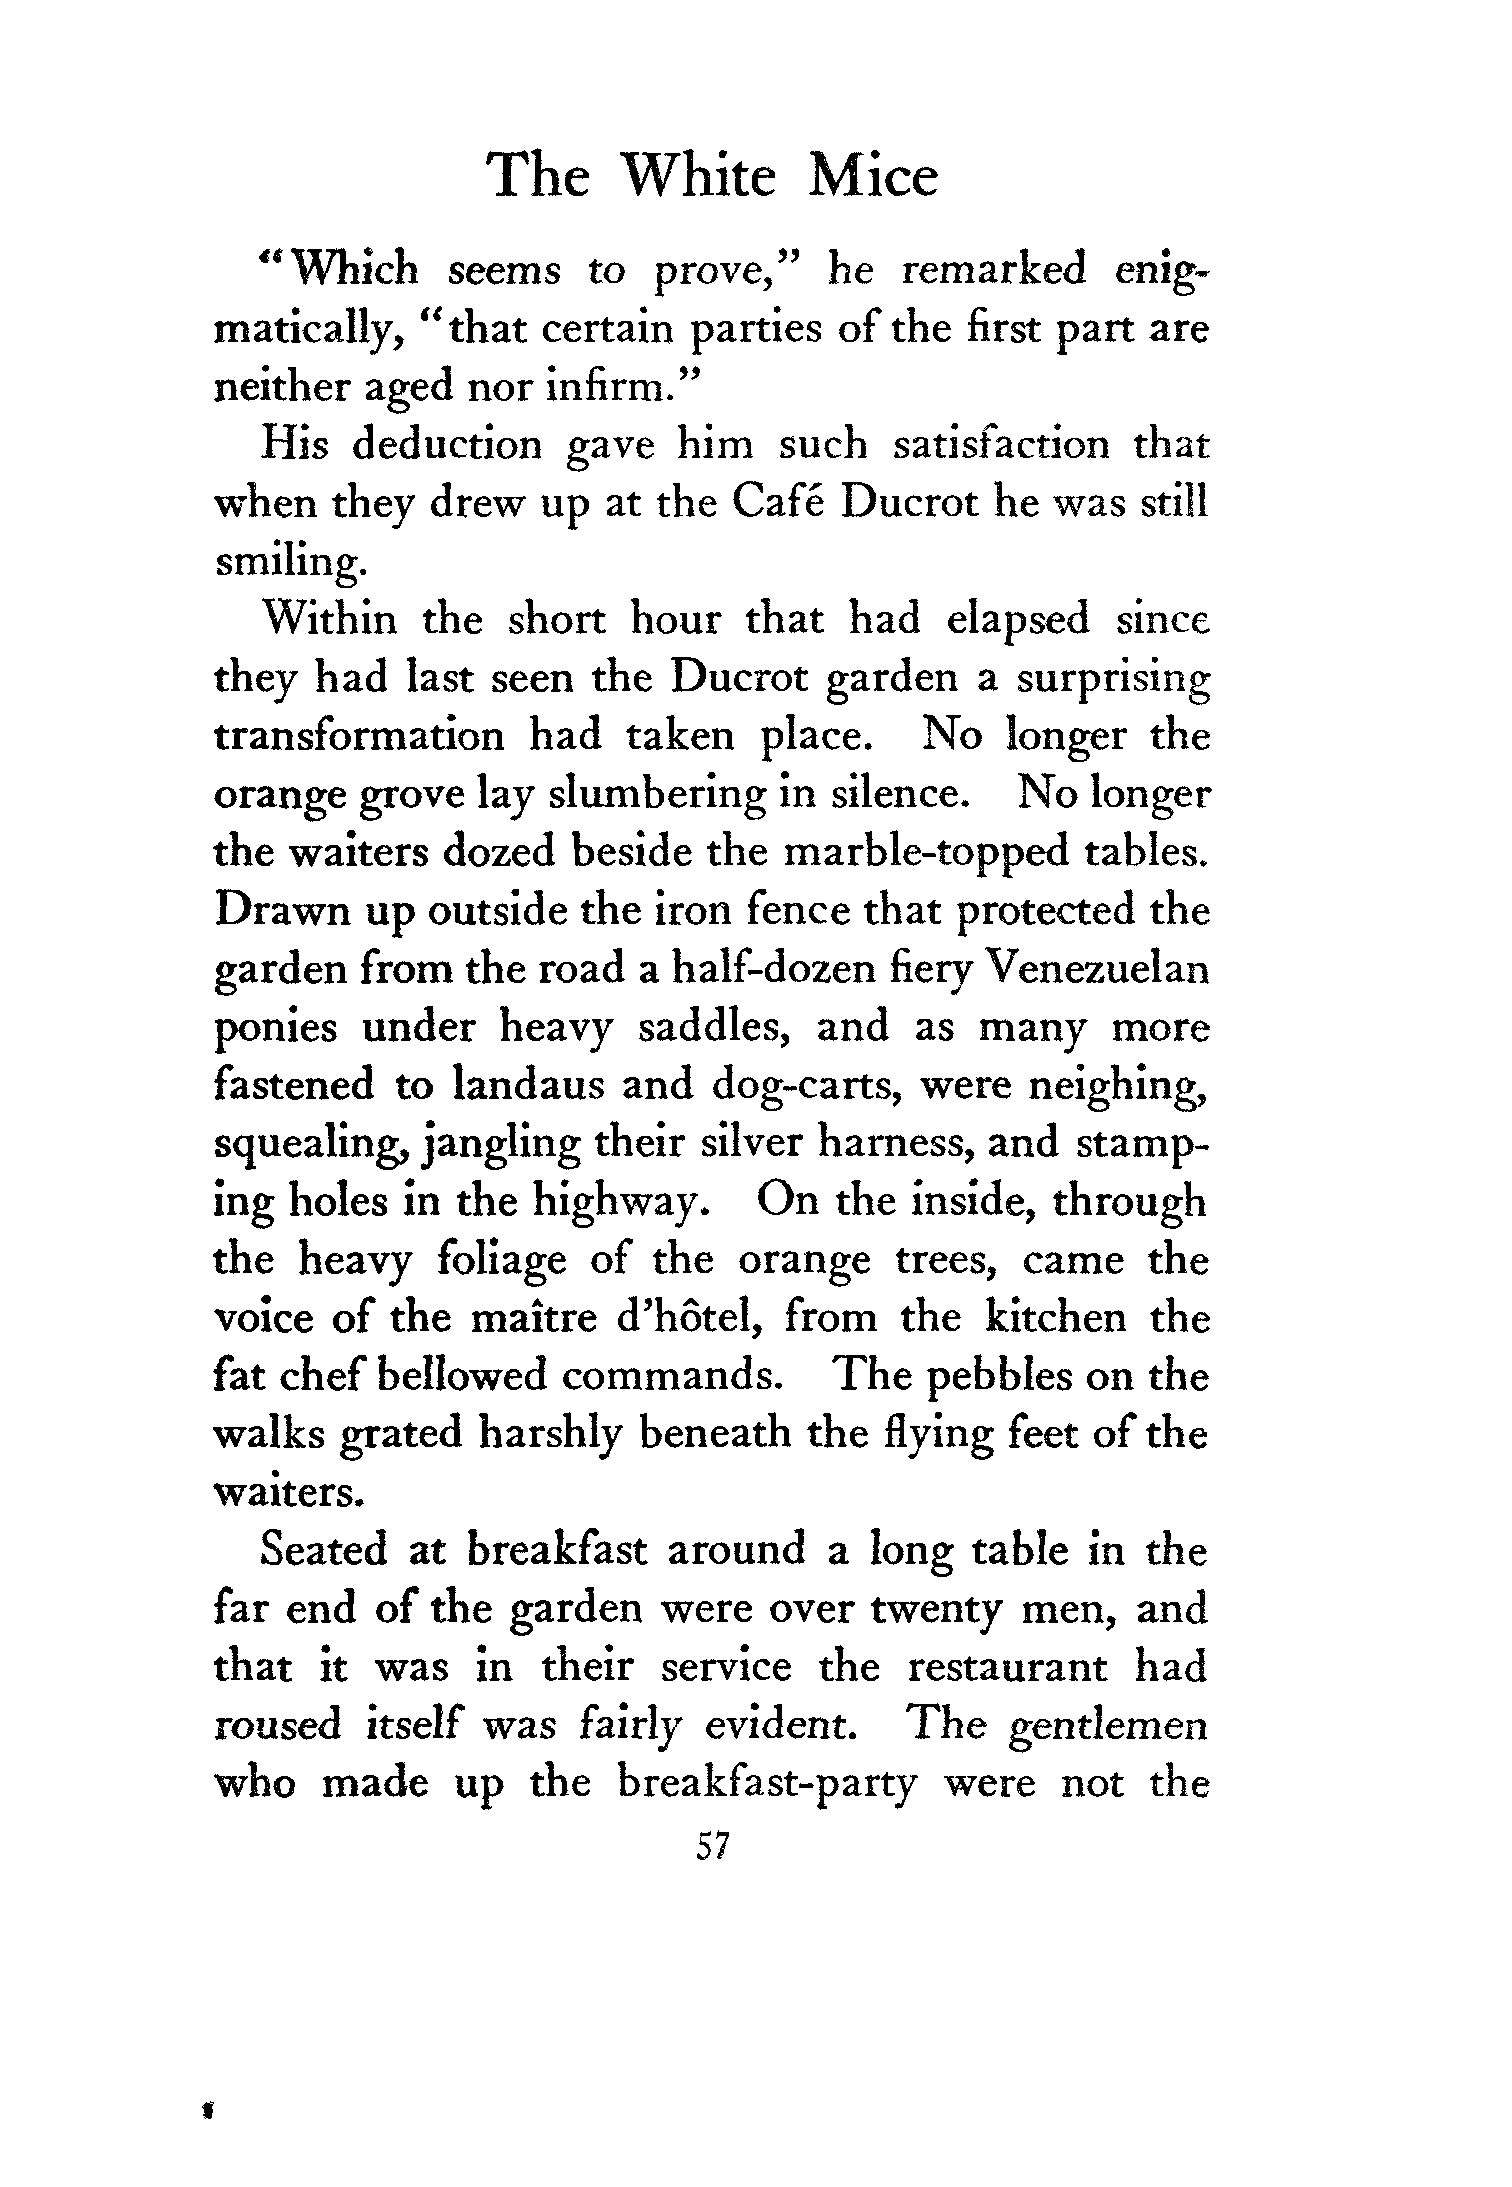 The White Mice
“Which seems to prove,” he remarked enig-
matically, “that certain parties of the first part are
neither aged nor infirm.”
His deduction gave him such satisfaction that
when they drew up at the Café Ducrot he was still
smiling.
Within the short hour that had elapsed since
they had last seen the Ducrot garden a surprising
transformation had taken place. No longer the
orange grove lay slumbering in silence. No longer
the waiters dozed beside the marble-topped tables.
Drawn up outside the iron fence that protected the
garden from the road a half-dozen fiery Venezuelan
ponies under heavy saddles, and as many more
fastened to landaus and dog-carts, were neighing,
squealing, jangling their silver harness, and stamp-
ing holes in the highway. On the inside, through
the heavy foliage of the orange trees, came the
voice of the maître d’hôtel, from the kitchen the
fat chef bellowed commands. The pebbles on the
walks grated harshly beneath the flying feet of the
waiters.
Seated at breakfast around a long table in the
far end of the garden were over twenty men, and
that it was in their service the restaurant had
roused itself was fairly evident. The gentlemen
who made up the breakfast-party were not the
57